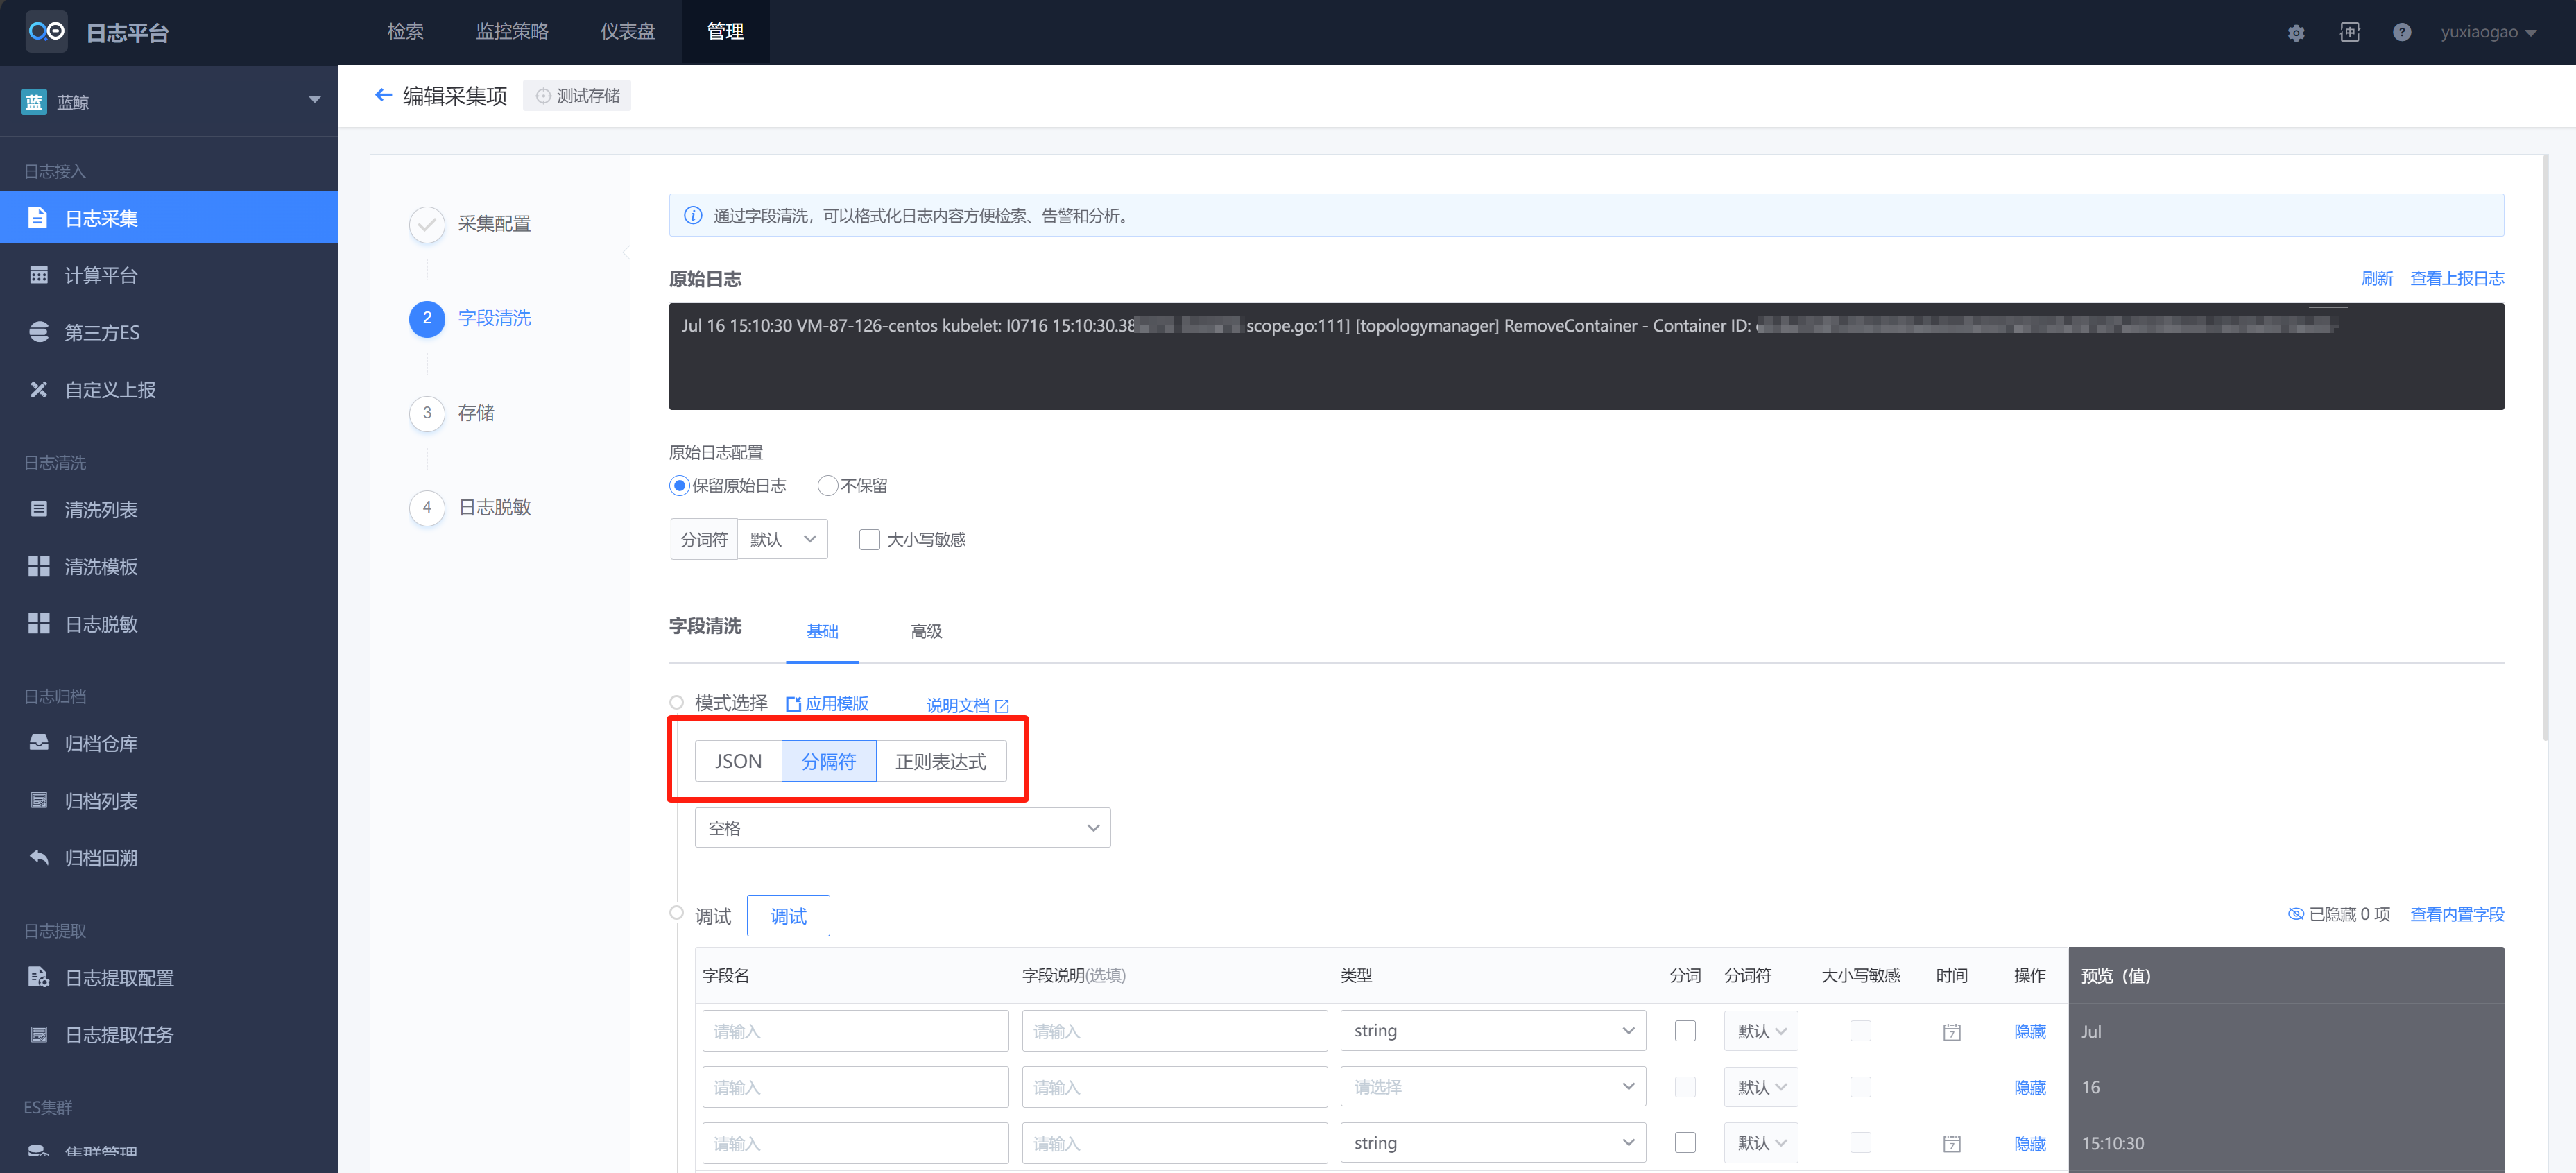 日志平台
检索
监控策略
仪表盘
管理
yuxiaogao
蓝
蓝鲸
日志接入
日志采集
计算平台
第三方ES
自定义上报
日志清洗
清洗列表
清洗模板
日志脱敏
日志归档
归档仓库
归档列表
归档回溯
日志提取
日志提取配置
日志提取任务
ES集群
集群管理
编辑采集项
测试存储
采集配置
2
字段清洗
3
存储
4
日志脱敏
通过字段清洗，可以格式化日志内容方便检索、告警和分析。
原始日志
刷新
查看上报日志
Jul 16 15:10:30 VM-87-126-centos kubelet: I0716 15:10:30.38 scope.go:111] [topologymanager] RemoveContainer - Container ID:
原始日志配置
保留原始日志
不保留
分词符
默认
大小写敏感
字段清洗
基础
高级
模式选择
应用模版
说明文档
JSON
分隔符
正则表达式
空格
调试
调试
已隐藏 0 项
查看内置字段
字段名 字段说明(选填) 类型 分词 分词符 大小写敏感 时间 操作 预览（值）
请输入 请输入 string 默认 7 隐藏 Jul
请输入 请输入 请选择 默认 隐藏 16
请输入 请输入 string 默认 7 隐藏 15:10:30